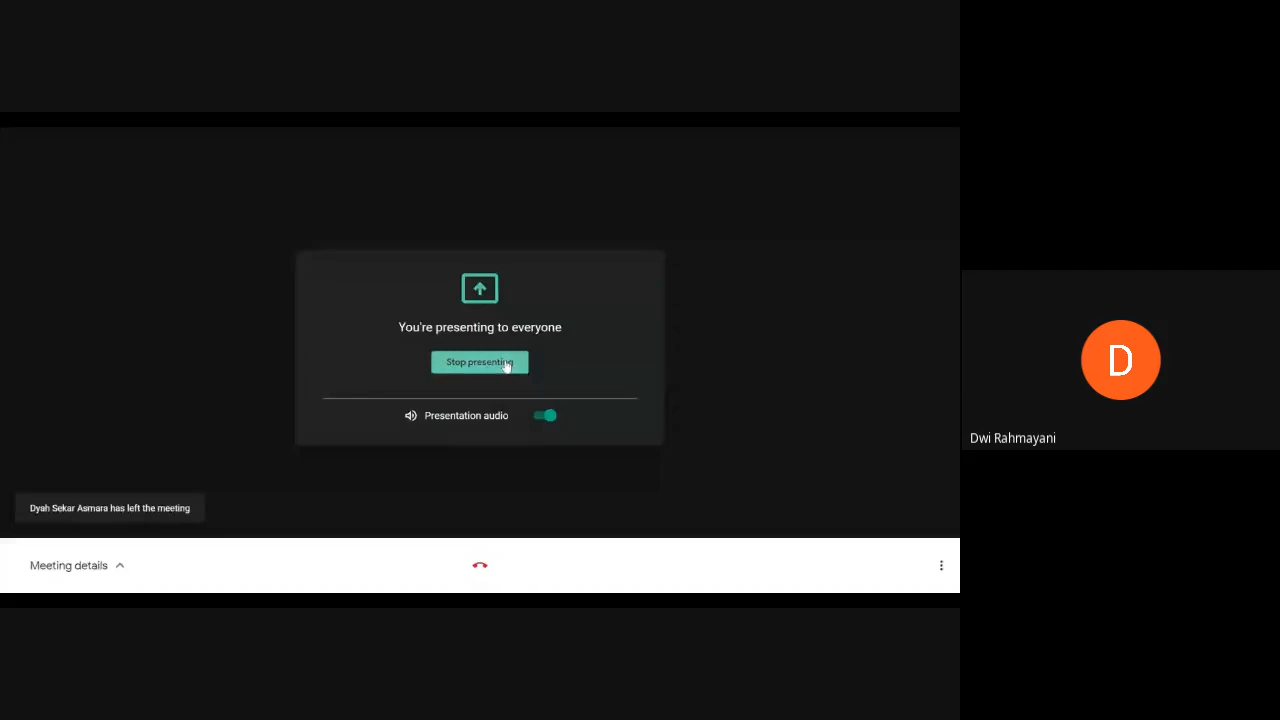 You're presenting to everyone
Stop presenting
Presentation audio
D
Dwi Rahmayani
Dyah Sekar Asmara has left the meeting
Meeting details